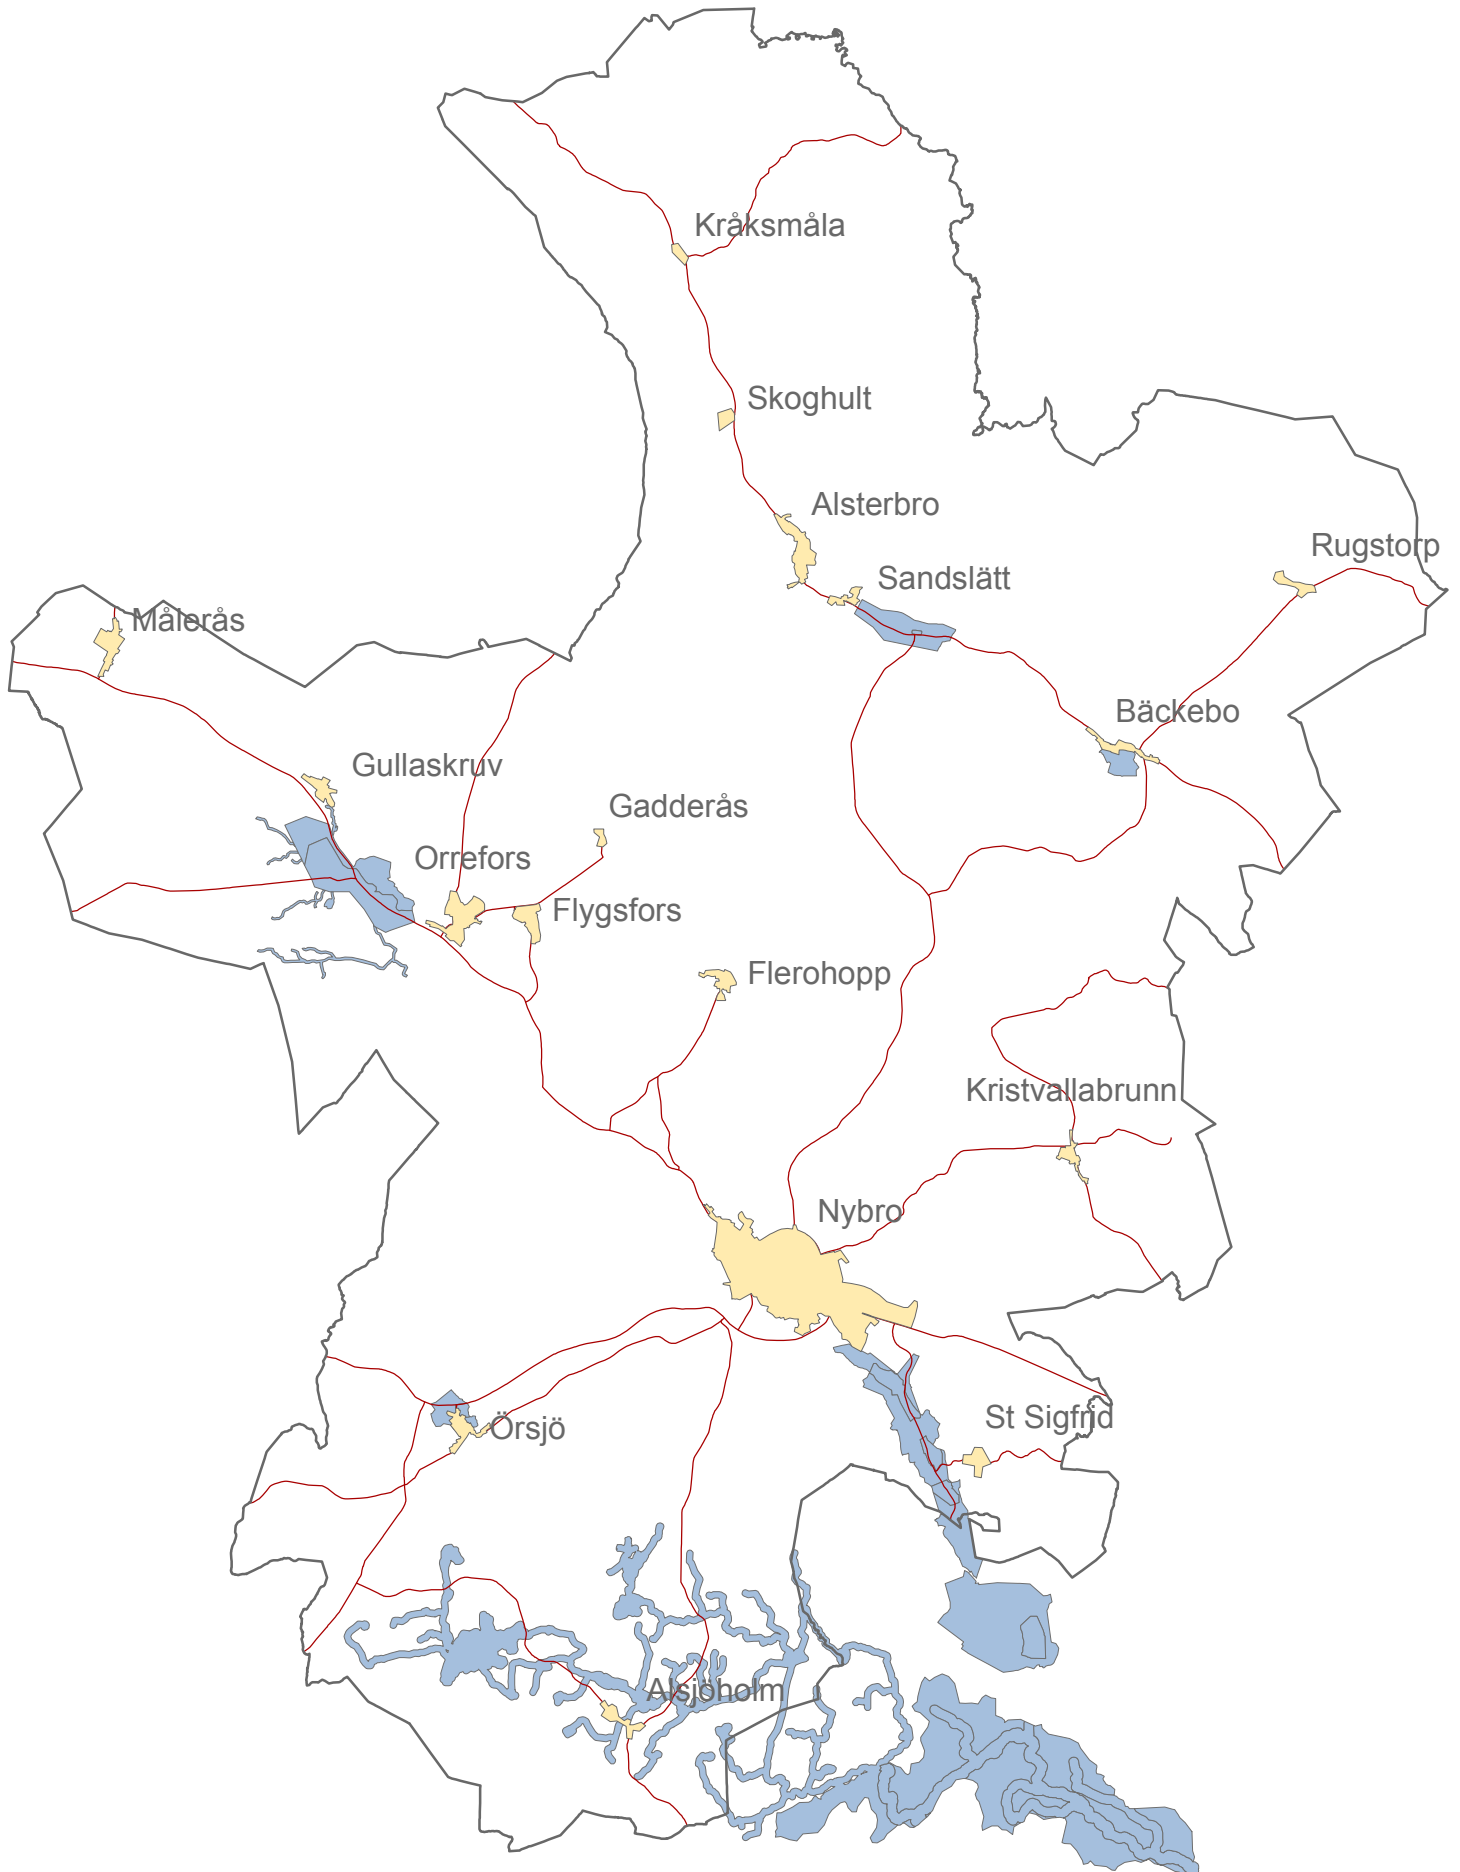 Kråksmåla
Skoghult
Alsterbro
Rugstorp
Sandslätt
Målerås
Bäckebo
Gullaskruv
Gadderås
Orrefors
Flygsfors
Flerohopp
Kristvallabrunn
Nybro
St Sigfrid
Örsjö
Alsjöholm